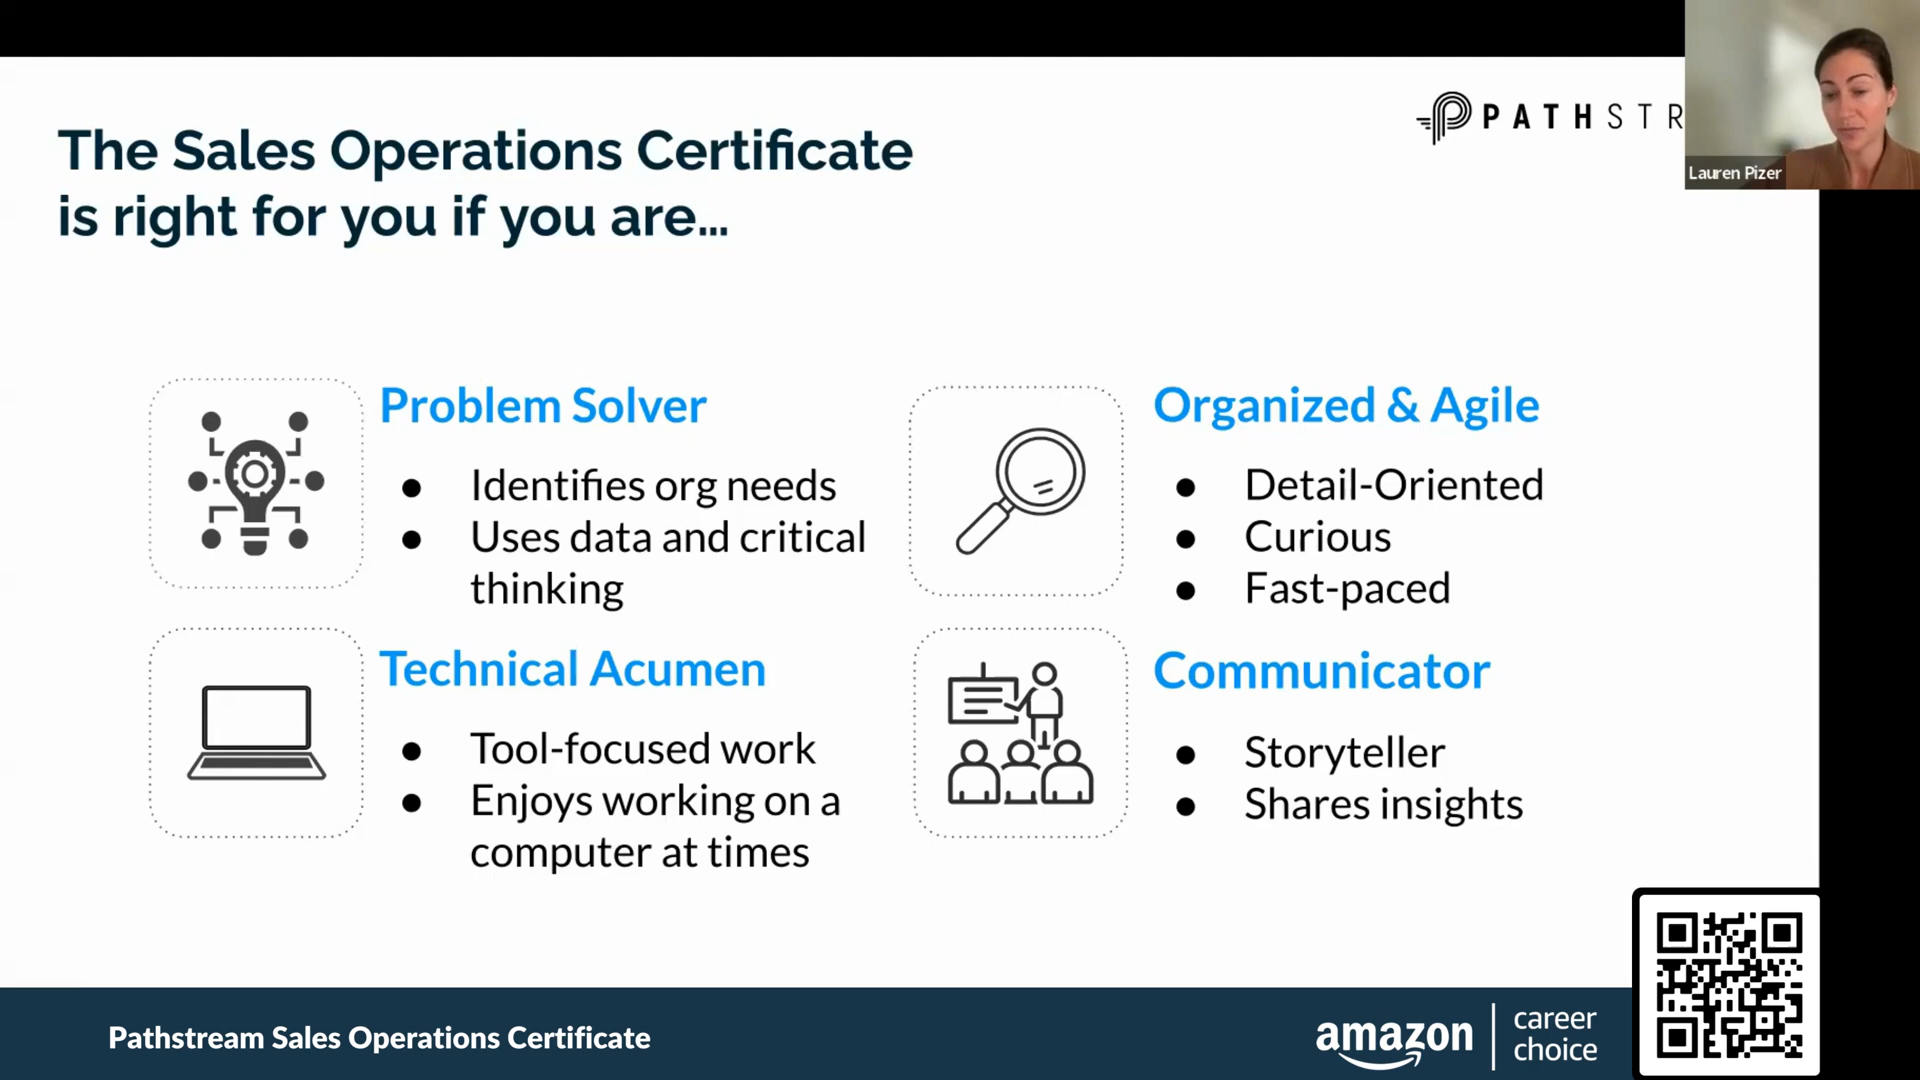 The Sales Operations Certificate
is right for you if you are...
PATHSTR
Lauren Pizer
Problem Solver
● Identifies org needs
● Uses data and critical
thinking
Organized & Agile
● Detail-Oriented
● Curious
● Fast-paced
Technical Acumen
● Tool-focused work
● Enjoys working on a
computer at times
Communicator
● Storyteller
● Shares insights
Pathstream Sales Operations Certificate
amazon
career
choice